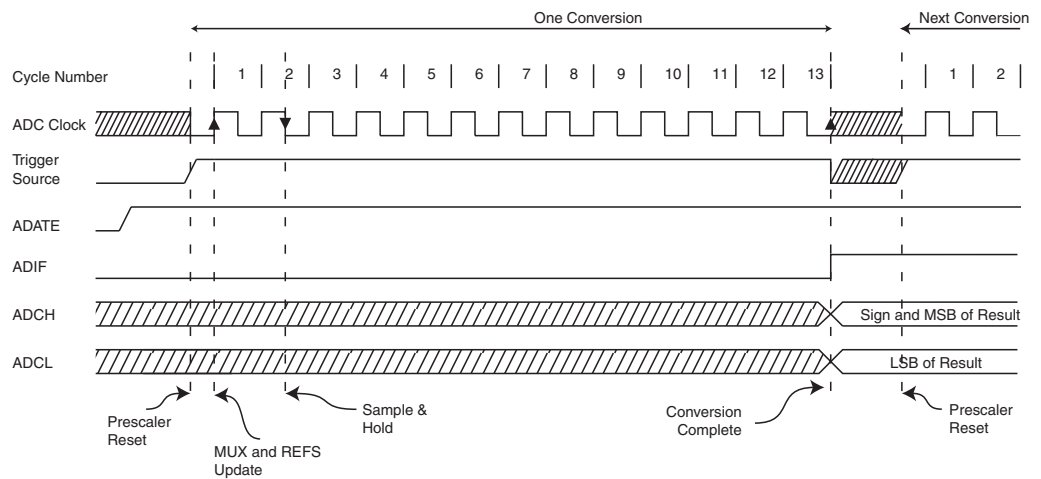 One Conversion
Next Conversion
Cycle Number
1 2 3 4 5 6 7 8 9 10 11 12 13 1 2
ADC Clock
Trigger
Source
ADATE
ADIF
ADCH
Sign and MSB of Result
ADCL
LSB of Result
Prescaler
Reset
MUX and REFS
Update
Sample &
Hold
Conversion
Complete
Prescaler
Reset